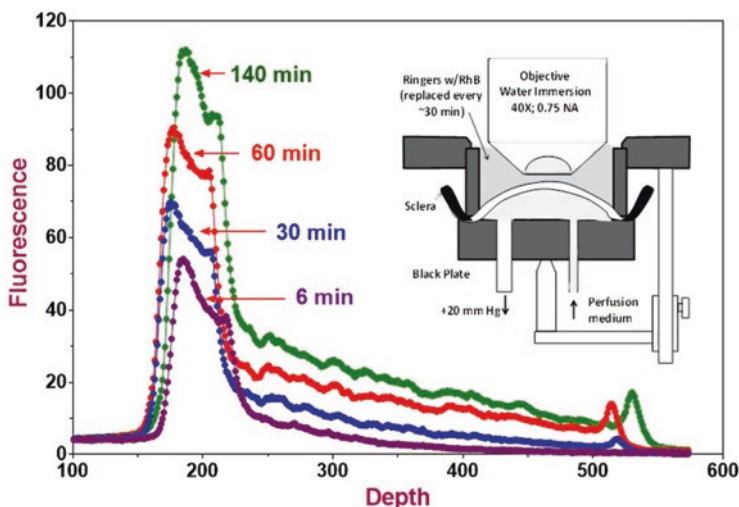 120
100
80
60
40
20
0
Fluorescence
100
200
300
400
500
600
Depth
140 min
60 min
30 min
6 min
Ringers w/RhB
(replaced every
~30 min)
Objective
Water Immersion
40X; 0.75 NA
Sclera
Black Plate
+20 mm Hg
Perfusion
medium